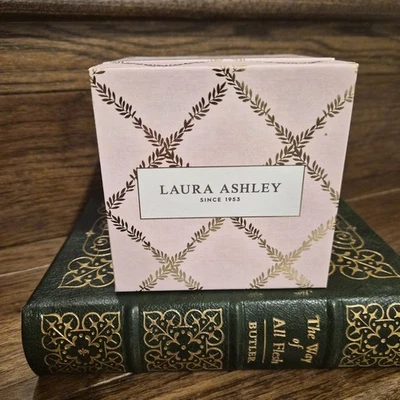 LAURA ASHLEY
SINCE 1953
The Way
of
All Flesh
BUTLER